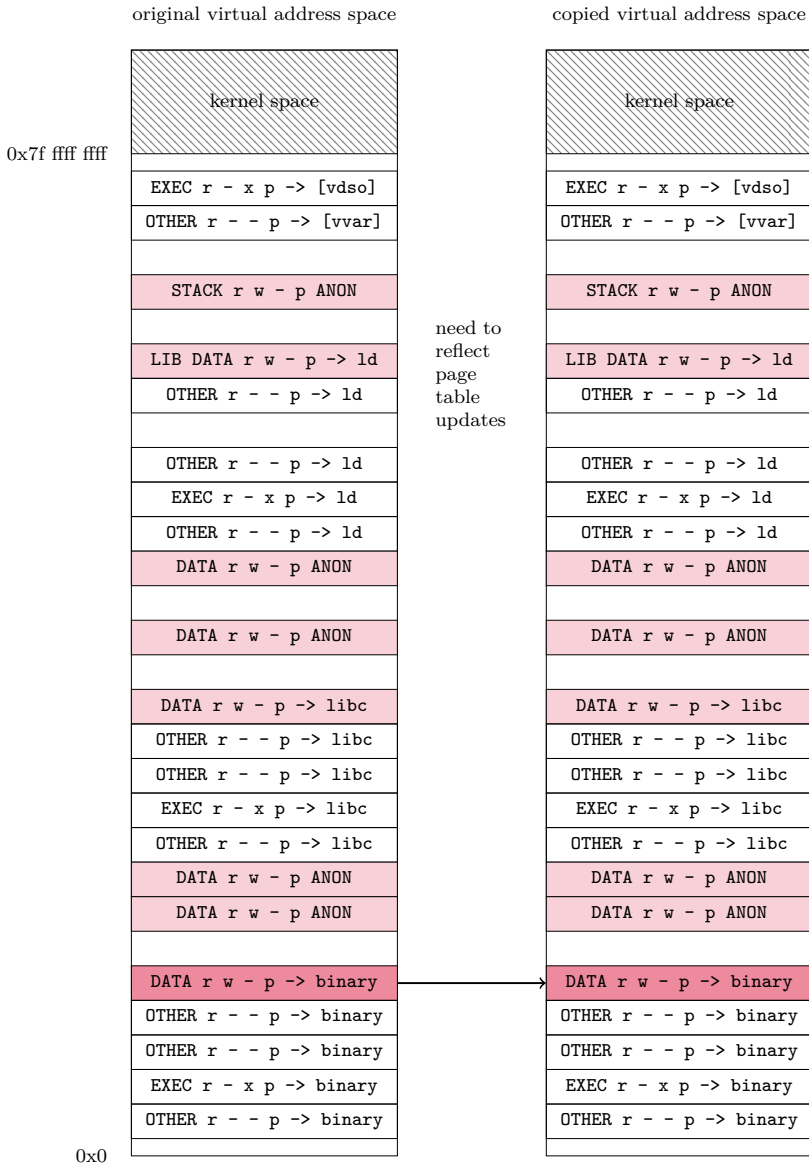 original virtual address space
copied virtual address space
kernel space
kernel space
0x7f ffff ffff
EXEC r - x p -> [vdso]
EXEC r - x p -> [vdso]
OTHER r - - p -> [vvar]
OTHER r - - p -> [vvar]
STACK r w - p ANON
STACK r w - p ANON
need to
reflect
page
table
updates
LIB DATA r w - p -> ld
LIB DATA r w - p -> ld
OTHER r - - p -> ld
OTHER r - - p -> ld
OTHER r - - p -> ld
OTHER r - - p -> ld
EXEC r - x p -> ld
EXEC r - x p -> ld
OTHER r - - p -> ld
OTHER r - - p -> ld
DATA r w - p ANON
DATA r w - p ANON
DATA r w - p ANON
DATA r w - p ANON
DATA r w - p -> libc
DATA r w - p -> libc
OTHER r - - p -> libc
OTHER r - - p -> libc
OTHER r - - p -> libc
OTHER r - - p -> libc
EXEC r - x p -> libc
EXEC r - x p -> libc
OTHER r - - p -> libc
OTHER r - - p -> libc
DATA r w - p ANON
DATA r w - p ANON
DATA r w - p ANON
DATA r w - p ANON
DATA r w - p -> binary
DATA r w - p -> binary
OTHER r - - p -> binary
OTHER r - - p -> binary
OTHER r - - p -> binary
OTHER r - - p -> binary
EXEC r - x p -> binary
EXEC r - x p -> binary
OTHER r - - p -> binary
OTHER r - - p -> binary
0x0